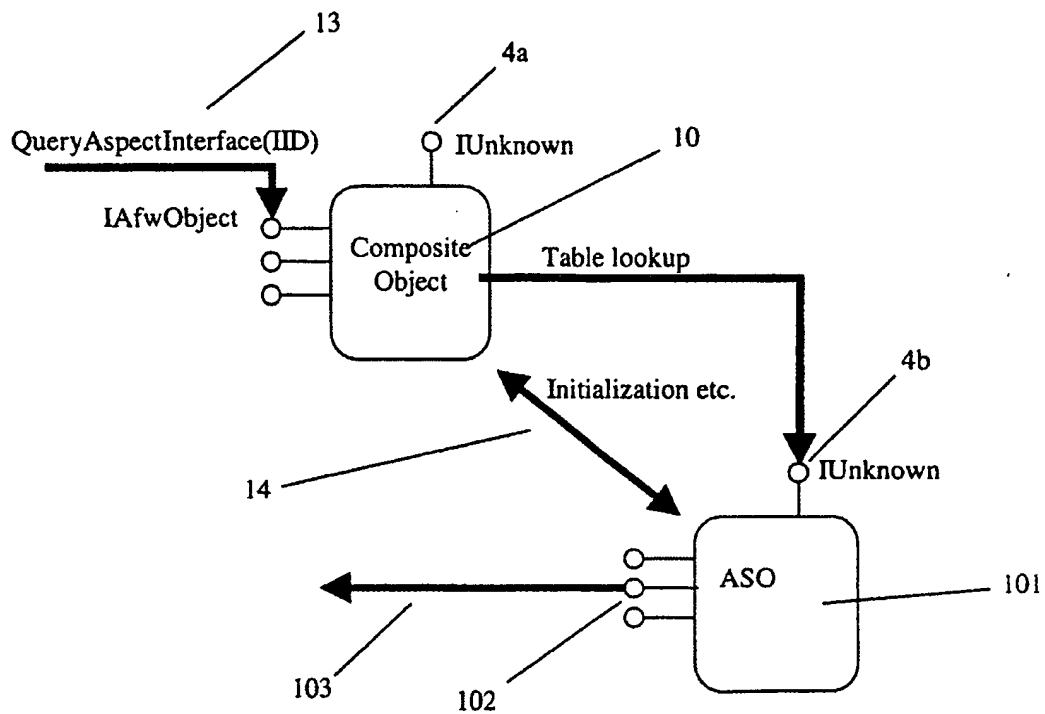 13
4a
QueryAspectInterface(IID)
IUnknown
10
IAfwObject
Composite
Object
Table lookup
4b
Initialization etc.
IUnknown
14
ASO
101
103
102